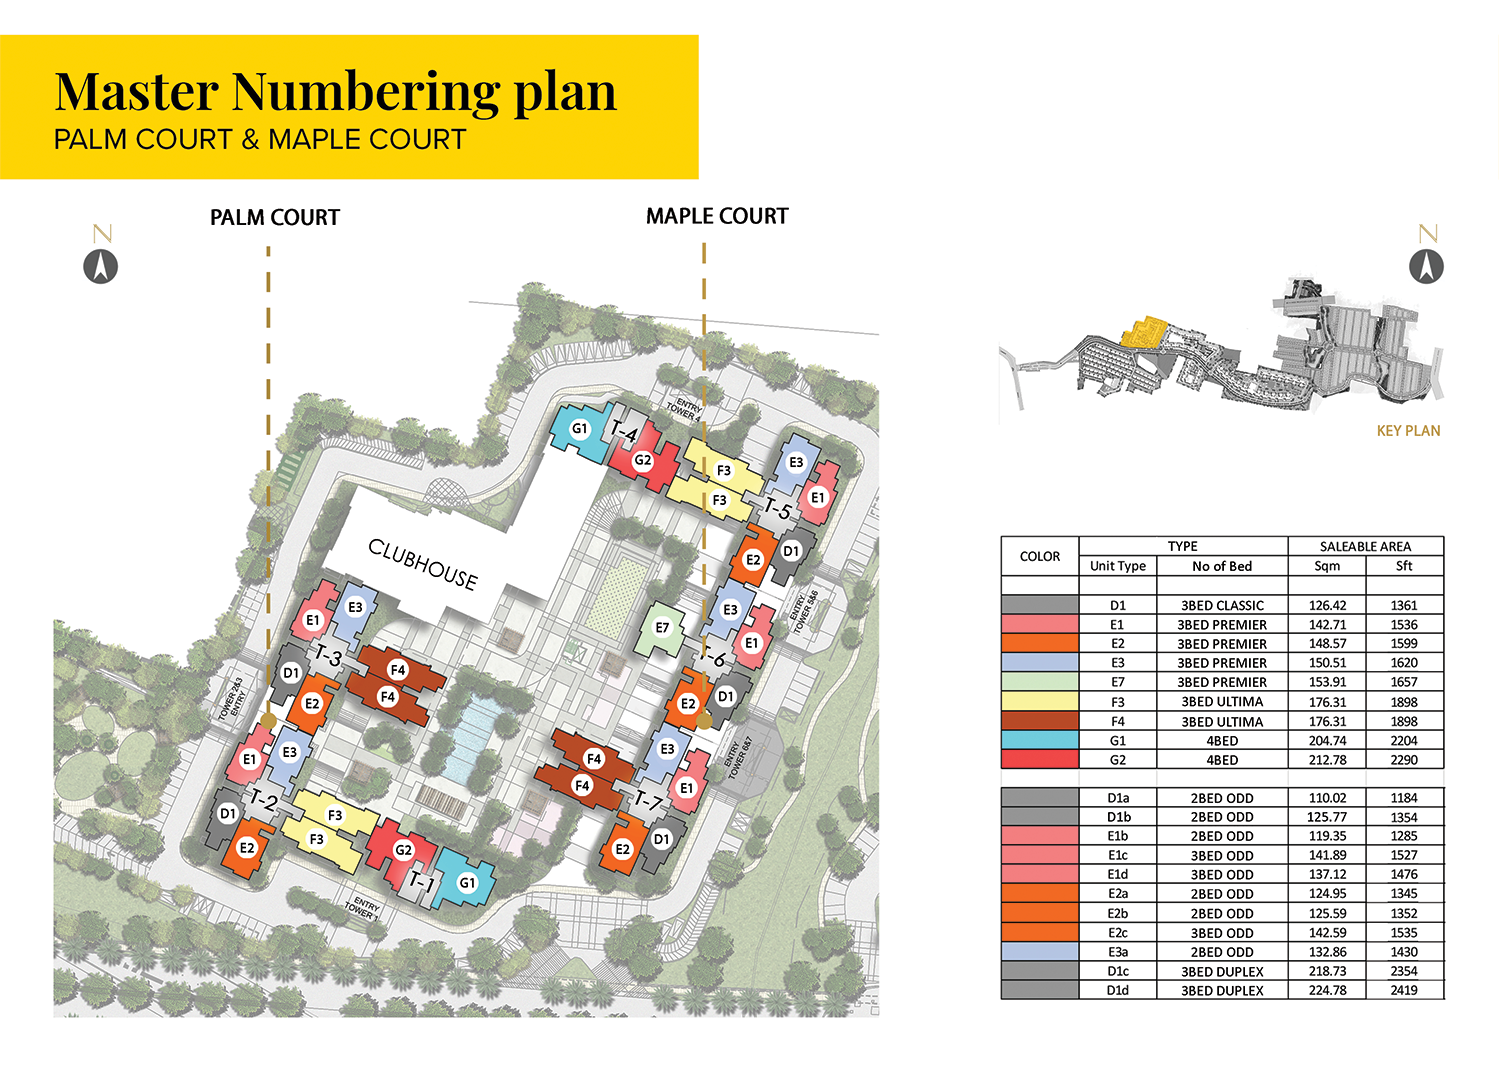 Master Numbering plan
PALM COURT & MAPLE COURT
PALM COURT
MAPLE COURT
N
N
KEY PLAN
ENTRY
TOWER 4
G1
T-4
G2
F3
F3
E3
E1
T-5
E2
D1
CLUBHOUSE
E3
E1
ENTRY
TOWER 5&6
E7
T-6
E2
D1
E1
E3
T-3
D1
E2
F4
F4
TOWER 2&3
ENTRY
E1
E3
T-2
D1
E2
F3
F3
G2
T-1
G1
ENTRY
TOWER 1
F4
F4
E3
E1
T-7
E2
D1
ENTRY
TOWER 6&7
COLOR TYPE SALEABLE AREA
Unit Type No of Bed Sqm Sft
D1 3BED CLASSIC 126.42 1361
E1 3BED PREMIER 142.71 1536
E2 3BED PREMIER 148.57 1599
E3 3BED PREMIER 150.51 1620
E7 3BED PREMIER 153.91 1657
F3 3BED ULTIMA 176.31 1898
F4 3BED ULTIMA 176.31 1898
G1 4BED 204.74 2204
G2 4BED 212.78 2290
D1a 2BED ODD 110.02 1184
D1b 2BED ODD 125.77 1354
E1b 2BED ODD 119.35 1285
E1c 3BED ODD 141.89 1527
E1d 3BED ODD 137.12 1476
E2a 2BED ODD 124.95 1345
E2b 2BED ODD 125.59 1352
E2c 3BED ODD 142.59 1535
E3a 2BED ODD 132.86 1430
D1c 3BED DUPLEX 218.73 2354
D1d 3BED DUPLEX 224.78 2419